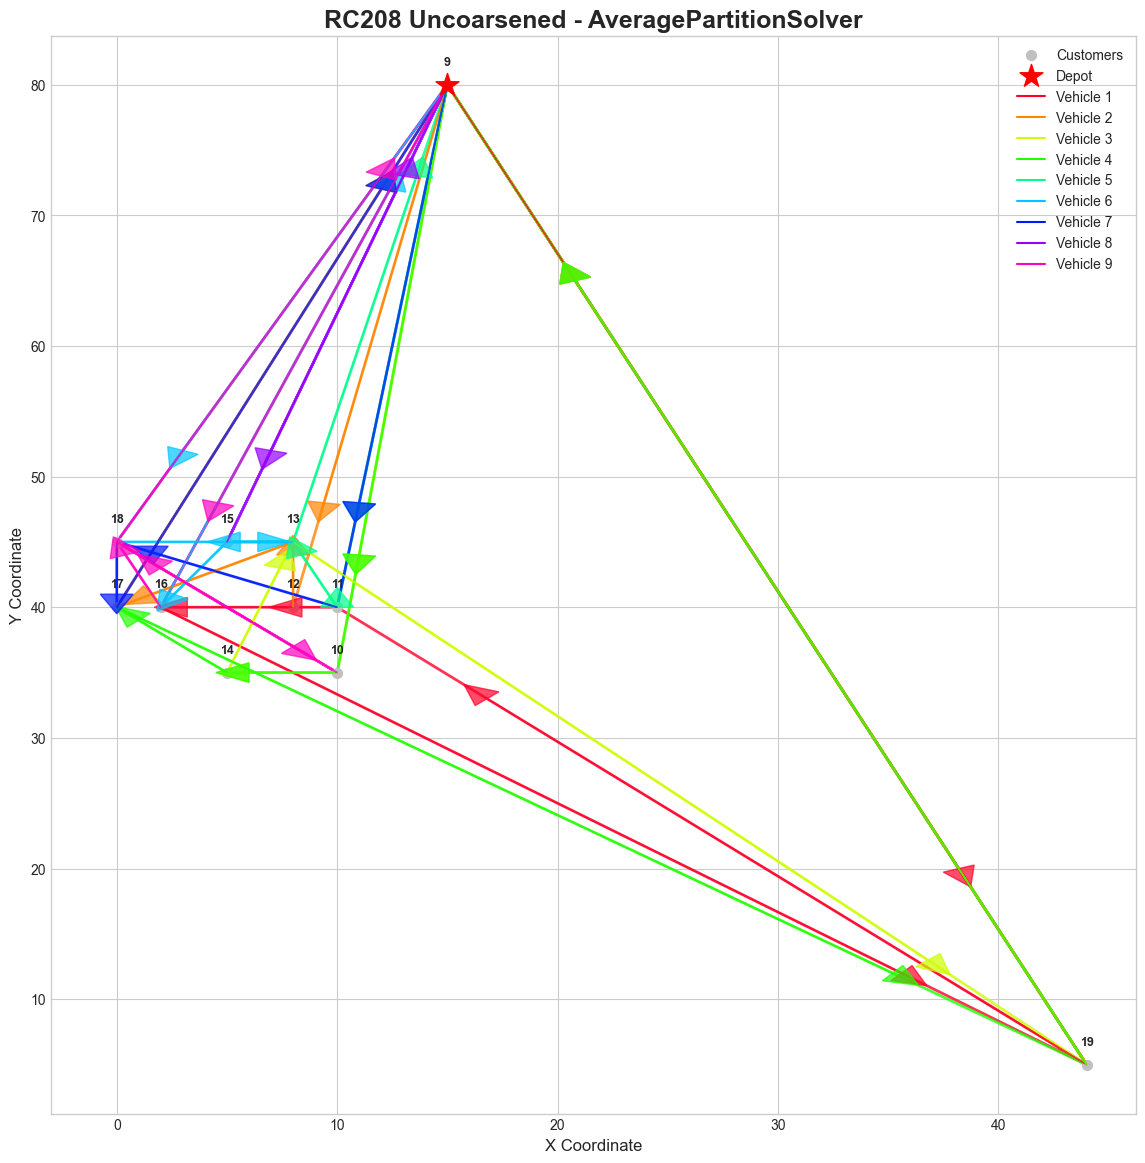 RC208 Uncoarsened - AveragePartitionSolver
Customers
Depot
Vehicle 1
Vehicle 2
Vehicle 3
Vehicle 4
Vehicle 5
Vehicle 6
Vehicle 7
Vehicle 8
Vehicle 9
9
80
70
60
50
18
15
13
17
16
12
11
40
14
10
30
20
10
19
0
10
20
30
40
Y Coordinate
X Coordinate